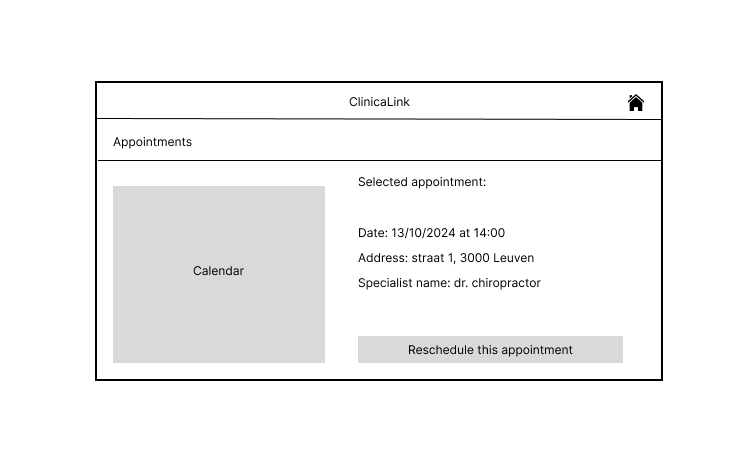 ClinicaLink
Appointments
Calendar
Selected appointment:
Date: 13/10/2024 at 14:00
Address: straat 1, 3000 Leuven
Specialist name: dr. chiropractor
Reschedule this appointment